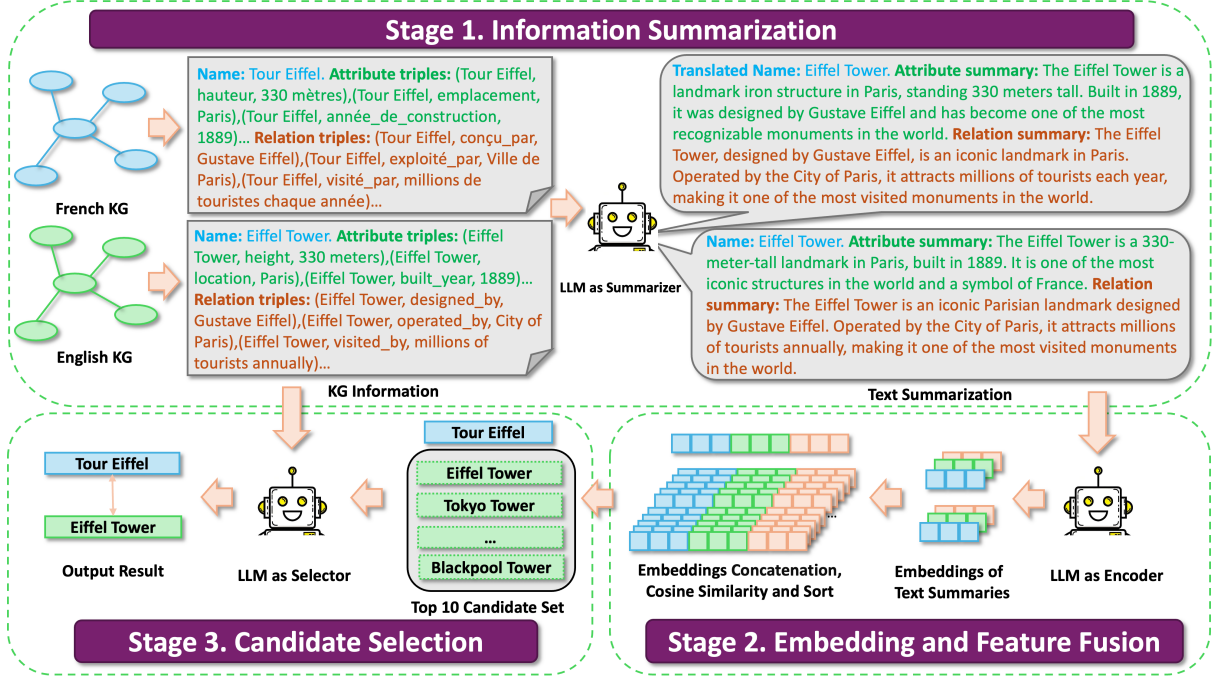 Stage 1. Information Summarization
Name: Tour Eiffel. Attribute triples: (Tour Eiffel,
hauteur, 330 mètres),(Tour Eiffel, emplacement,
Paris),(Tour Eiffel, année_de_construction,
1889)... Relation triples: (Tour Eiffel, conçu_par,
Gustave Eiffel),(Tour Eiffel, exploité_par, Ville de
Paris),(Tour Eiffel, visité_par, millions de
touristes chaque année)...
French KG
Name: Eiffel Tower. Attribute triples: (Eiffel
Tower, height, 330 meters),(Eiffel Tower,
location, Paris),(Eiffel Tower, built_year, 1889)...
Relation triples: (Eiffel Tower, designed_by,
Gustave Eiffel),(Eiffel Tower, operated_by, City of
Paris),(Eiffel Tower, visited_by, millions of
tourists annually)...
English KG
KG Information
LLM as Summarizer
Translated Name: Eiffel Tower. Attribute summary: The Eiffel Tower is a
landmark iron structure in Paris, standing 330 meters tall. Built in 1889,
it was designed by Gustave Eiffel and has become one of the most
recognizable monuments in the world. Relation summary: The Eiffel
Tower, designed by Gustave Eiffel, is an iconic landmark in Paris.
Operated by the City of Paris, it attracts millions of tourists each year,
making it one of the most visited monuments in the world.
Name: Eiffel Tower. Attribute summary: The Eiffel Tower is a 330-
meter-tall landmark in Paris, built in 1889. It is one of the most
iconic structures in the world and a symbol of France. Relation
summary: The Eiffel Tower is an iconic Parisian landmark designed
by Gustave Eiffel. Operated by the City of Paris, it attracts millions
of tourists annually, making it one of the most visited monuments
in the world.
Text Summarization
LLM as Encoder
Embeddings of
Text Summaries
...
Embeddings Concatenation,
Cosine Similarity and Sort
Stage 2. Embedding and Feature Fusion
Tour Eiffel
Eiffel Tower
Tokyo Tower
...
Blackpool Tower
Top 10 Candidate Set
LLM as Selector
Tour Eiffel
Eiffel Tower
Output Result
Stage 3. Candidate Selection